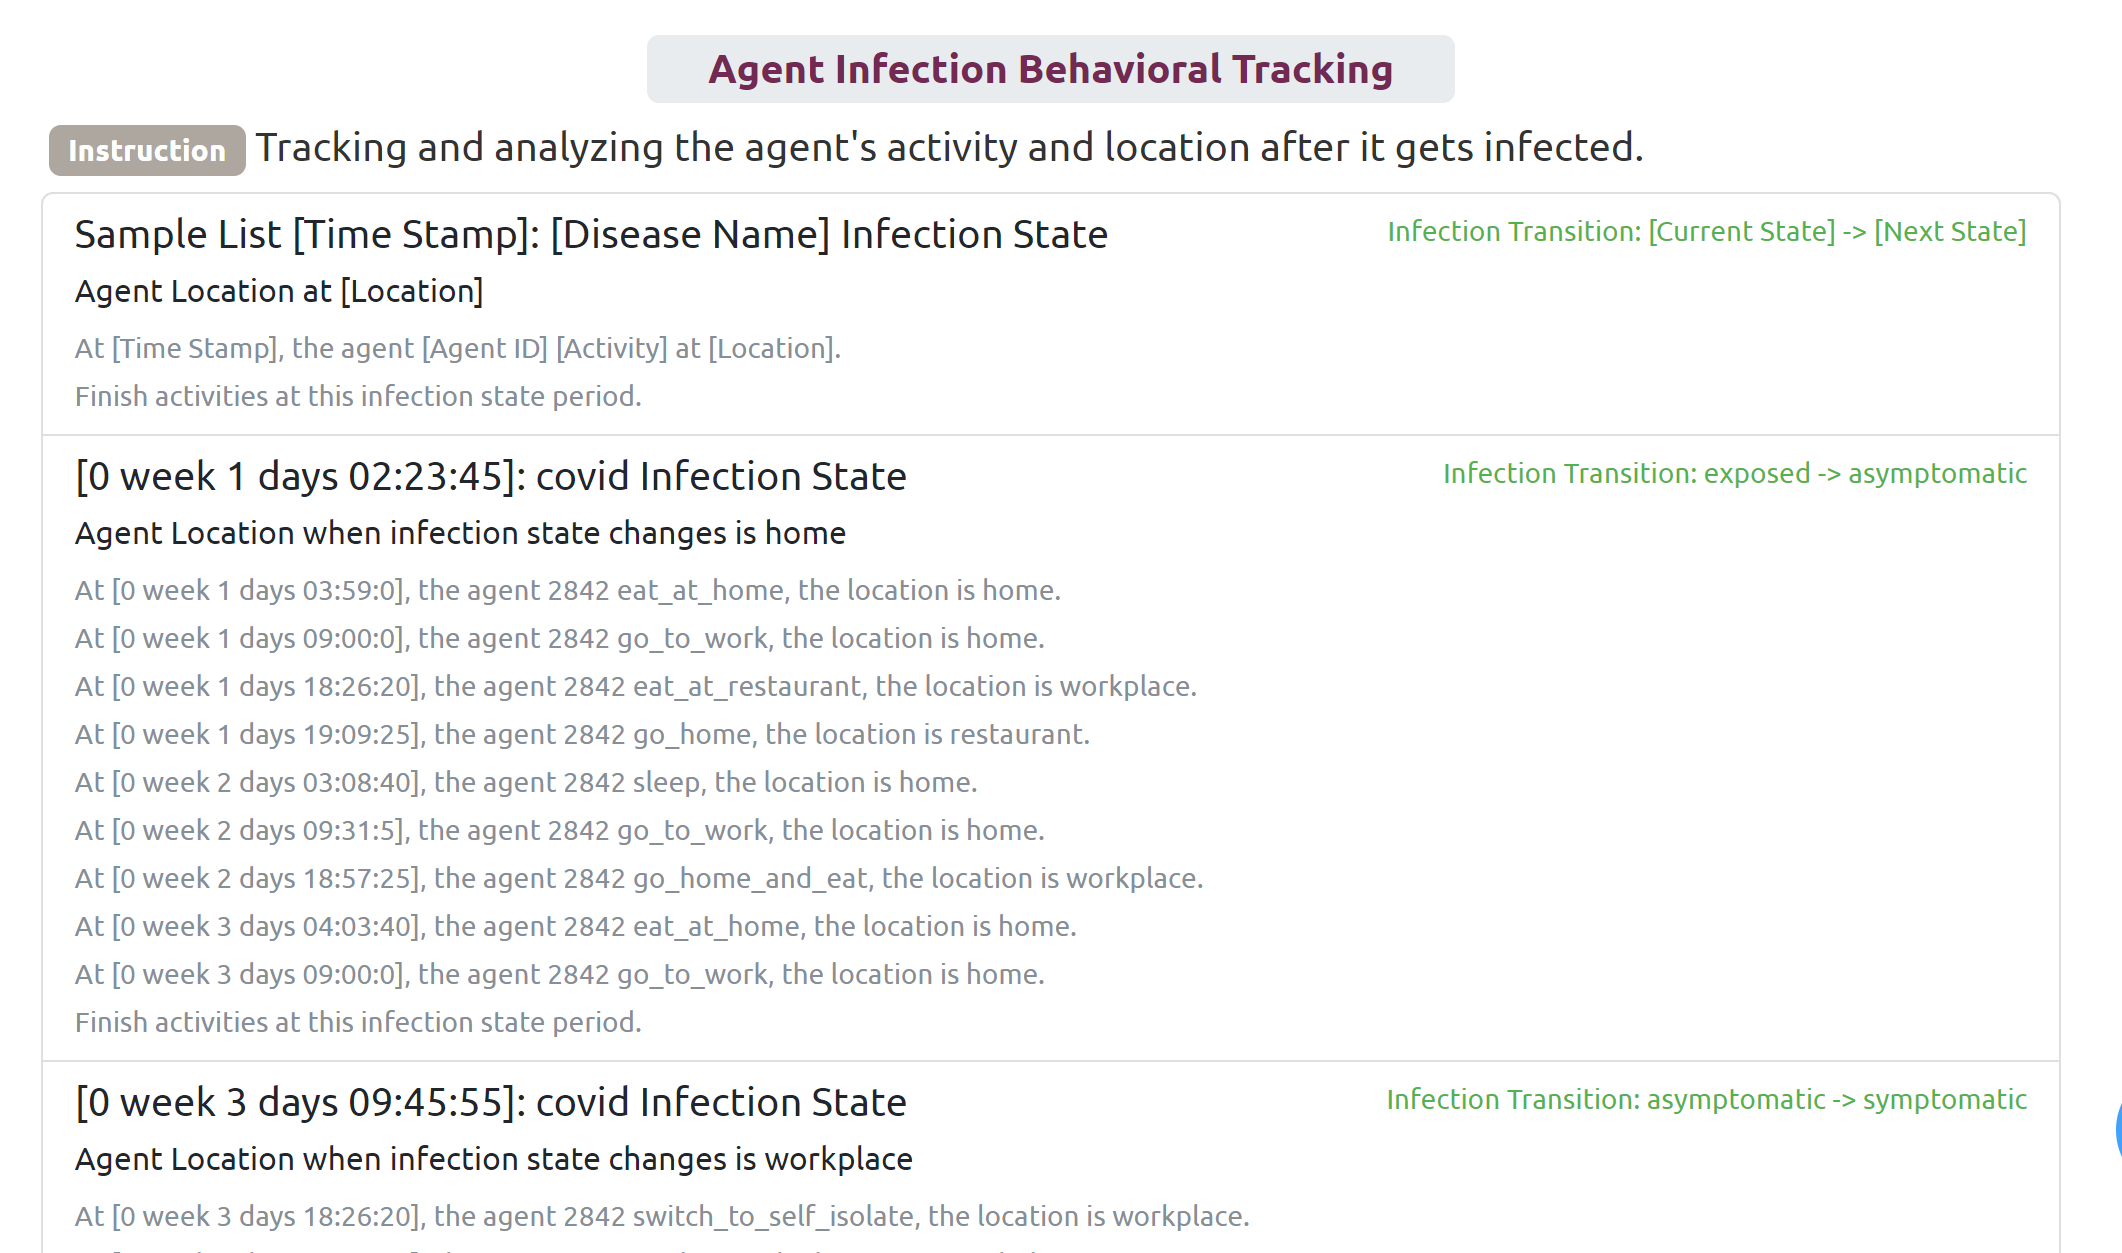 Agent Infection Behavioral Tracking
Instruction Tracking and analyzing the agent's activity and location after it gets infected.
Sample List [Time Stamp]: [Disease Name] Infection State
Infection Transition: [Current State] -> [Next State]
Agent Location at [Location]
At [Time Stamp], the agent [Agent ID] [Activity] at [Location].
Finish activities at this infection state period.
[0 week 1 days 02:23:45]: covid Infection State
Infection Transition: exposed -> asymptomatic
Agent Location when infection state changes is home
At [0 week 1 days 03:59:0], the agent 2842 eat_at_home, the location is home.
At [0 week 1 days 09:00:0], the agent 2842 go_to_work, the location is home.
At [0 week 1 days 18:26:20], the agent 2842 eat_at_restaurant, the location is workplace.
At [0 week 1 days 19:09:25], the agent 2842 go_home, the location is restaurant.
At [0 week 2 days 03:08:40], the agent 2842 sleep, the location is home.
At [0 week 2 days 09:31:5], the agent 2842 go_to_work, the location is home.
At [0 week 2 days 18:57:25], the agent 2842 go_home_and_eat, the location is workplace.
At [0 week 3 days 04:03:40], the agent 2842 eat_at_home, the location is home.
At [0 week 3 days 09:00:0], the agent 2842 go_to_work, the location is home.
Finish activities at this infection state period.
[0 week 3 days 09:45:55]: covid Infection State
Infection Transition: asymptomatic -> symptomatic
Agent Location when infection state changes is workplace
At [0 week 3 days 18:26:20], the agent 2842 switch_to_self_isolate, the location is workplace.